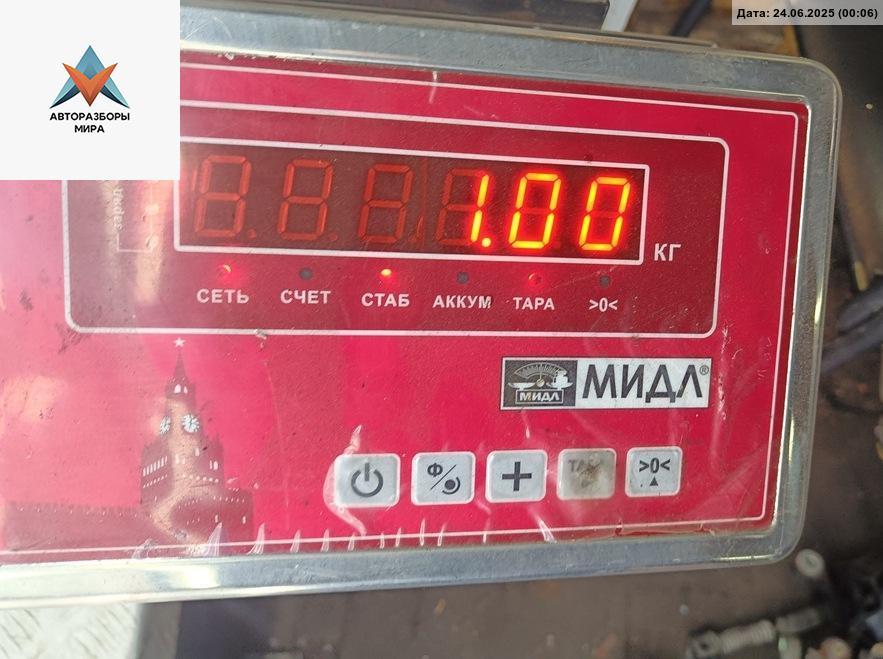 Дата: 24.06.2025 (00:06)
АВТОРАЗБОРЫ
МИРА
заряд
1.00
КГ
СЕТЬ СЧЕТ СТАБ АККУМ ТАРА >0<
МИДЛ МИДЛ®
Ф >0<